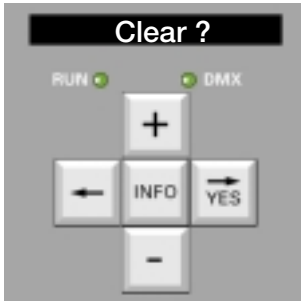 Clear ?
RUN DMX
+
← INFO → YES
-